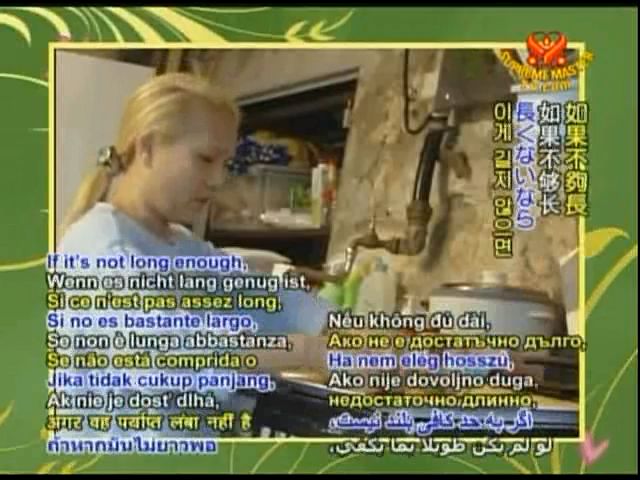 SUPREME MASTER
如果不夠長
如果不够长
長くないなら
이게 길지 않으면
If it's not long enough,
Wenn es nicht lang genug ist,
Si ce n'est pas assez long,
Si no es bastante largo,
Se non è lunga abbastanza,
Se não está comprida o
Jika tidak cukup panjang,
Ak nie je dosť dlhá,
अगर वह पर्याप्त लंबा नहीं है
ถ้าหากมันไม่ยาวพอ
Nếu không đủ dài,
Ако не е достатъчно дълго,
Ha nem elég hosszú,
Ako nije dovoljno duga,
недостаточно длинно,
اگر به حد کافی بلند نیست،
لو لم يكن طويلا بما يكفي،